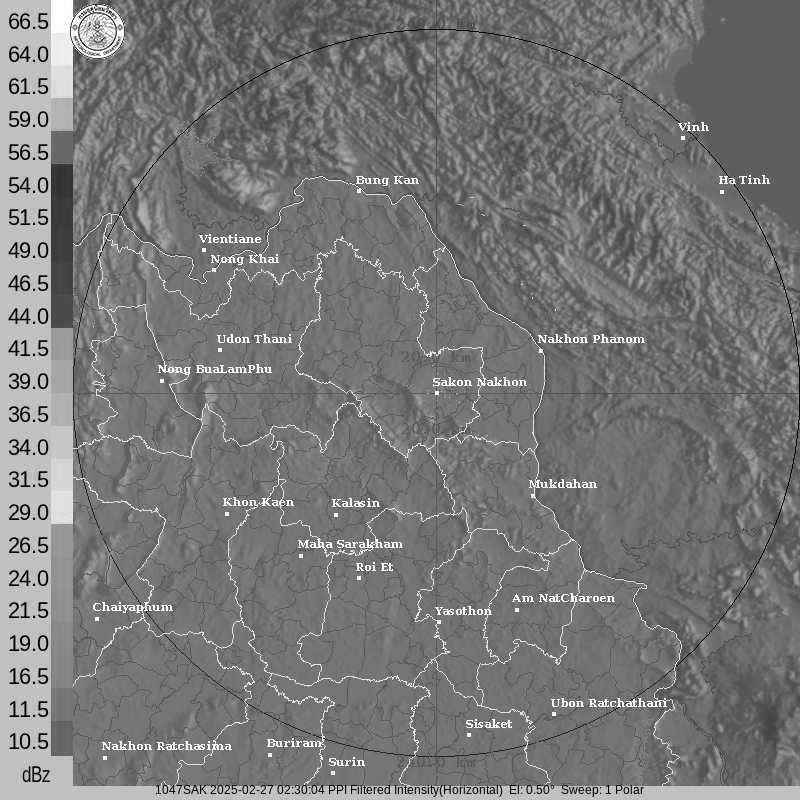 66.5
64.0
61.5
59.0
56.5
54.0
51.5
49.0
46.5
44.0
41.5
39.0
36.5
34.0
31.5
29.0
26.5
24.0
21.5
19.0
16.5
11.5
10.5
dBz
Vinh
Ha Tinh
Bung Kan
Vientiane
Nong Khai
Udon Thani
Nakhon Phanom
Nong BuaLamPhu
Sakon Nakhon
Mukdahan
Khon Kaen
Kalasin
Maha Sarakham
Roi Et
Chaiyaphum
Yasothon
Am NatCharoen
Ubon Ratchathani
Sisaket
Nakhon Ratchasima
Buriram
Surin
1047SAK 2025-02-27 02:30:04 PPI Filtered Intensity(Horizontal) El: 0.50° Sweep: 1 Polar